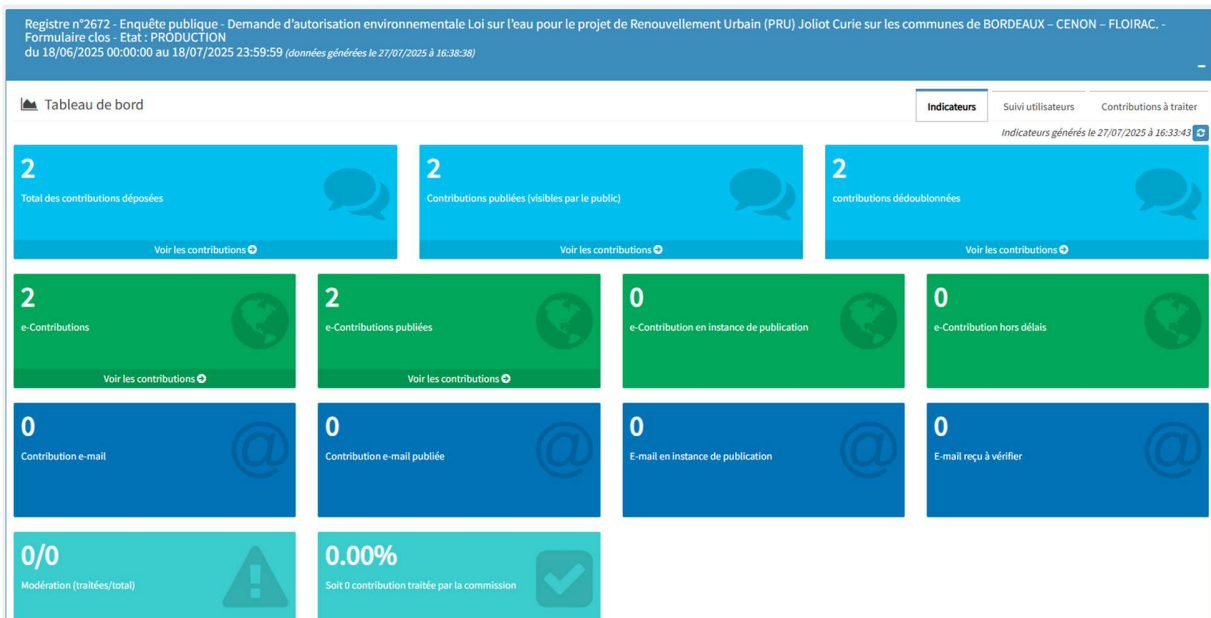 Registre n°2672 - Enquête publique - Demande d'autorisation environnementale Loi sur l'eau pour le projet de Renouvellement Urbain (PRU) Joliot Curie sur les communes de BORDEAUX – CENON – FLOIRAC. -
Formulaire clos - Etat : PRODUCTION
du 18/06/2025 00:00:00 au 18/07/2025 23:59:59 (données générées le 27/07/2025 à 16:38:38)
Tableau de bord
Indicateurs
Suivi utilisateurs
Contributions à traiter
Indicateurs générés le 27/07/2025 à 16:33:43
2
Total des contributions déposées
Voir les contributions
2
Contributions publiées (visibles par le public)
Voir les contributions
2
contributions dédoublonnées
Voir les contributions
2
e-Contributions
Voir les contributions
2
e-Contributions publiées
Voir les contributions
0
e-Contribution en instance de publication
0
e-Contribution hors délais
0
Contribution e-mail
0
Contribution e-mail publiée
0
E-mail en instance de publication
0
E-mail reçu à vérifier
0/0
Modération (traitées/total)
0.00%
Soit 0 contribution traitée par la commission